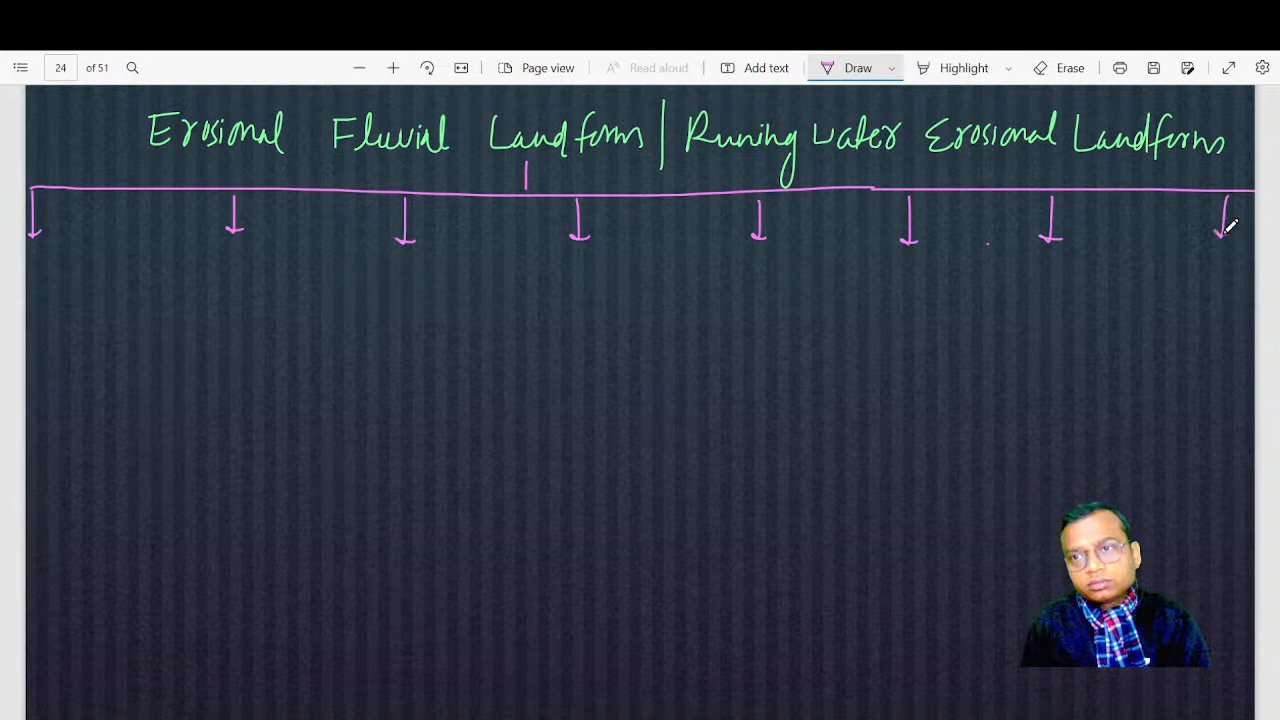 24 of 51 Page view Read aloud Add text Draw Highlight Erase
Erosional Fluvial Landforms | Runing water Erosional Landforms